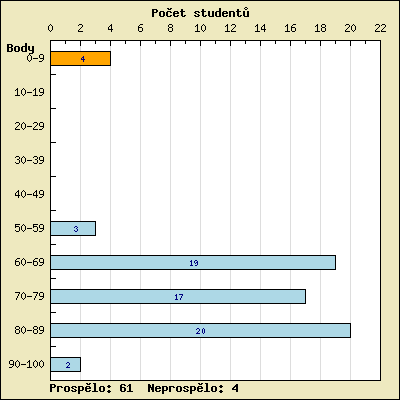 Počet studentů
0 2 4 6 8 10 12 14 16 18 20 22
Body
0-9 4
10-19
20-29
30-39
40-49
50-59 3
60-69 19
70-79 17
80-89 20
90-100 2
Prospělo: 61 Neprospělo: 4